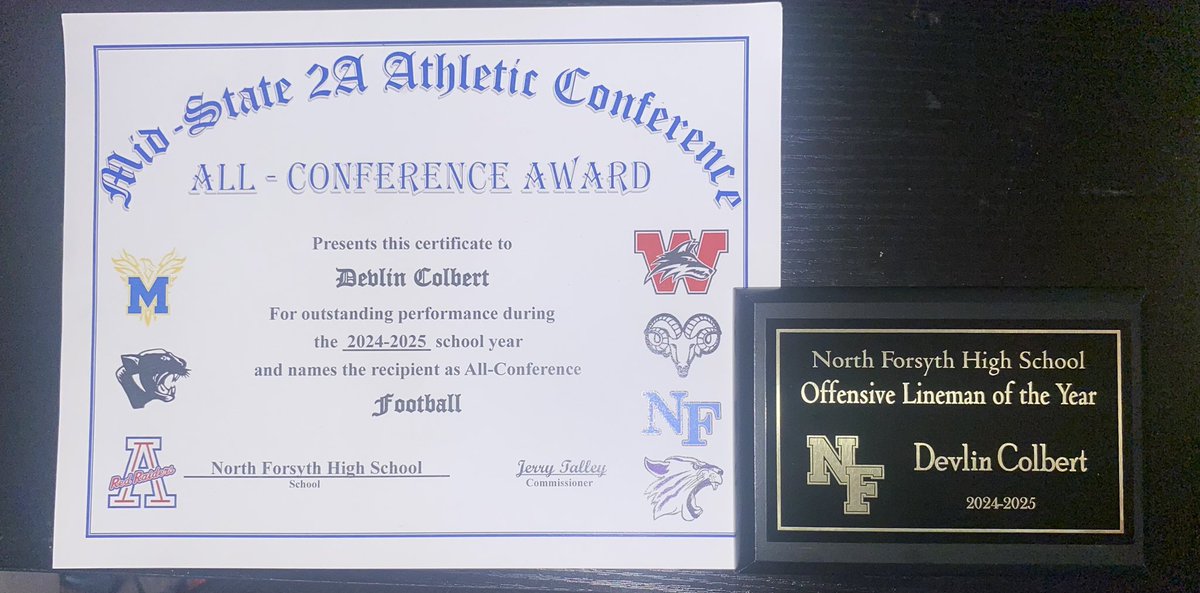 Mid-State 2A Athletic Conference
ALL - CONFERENCE AWARD
Presents this certificate to
Devlin Colbert
For outstanding performance during
the 2024-2025 school year
and names the recipient as All-Conference
Football
North Forsyth High School
School
Jerry Talley
Commissioner
M
A
Red Raiders
W
NF
North Forsyth High School
Offensive Lineman of the Year
NF
Devlin Colbert
2024-2025